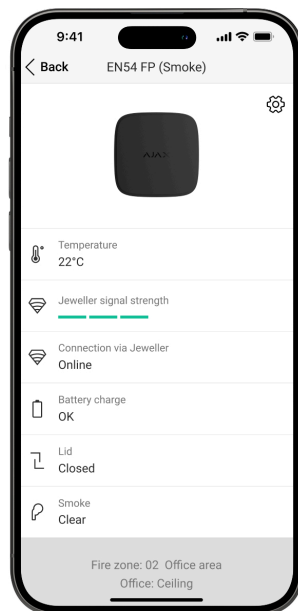 9:41
Back
EN54 FP (Smoke)
AJAX
Temperature
22°C
Jeweller signal strength
Connection via Jeweller
Online
Battery charge
OK
Lid
Closed
Smoke
Clear
Fire zone: 02 Office area
Office: Ceiling